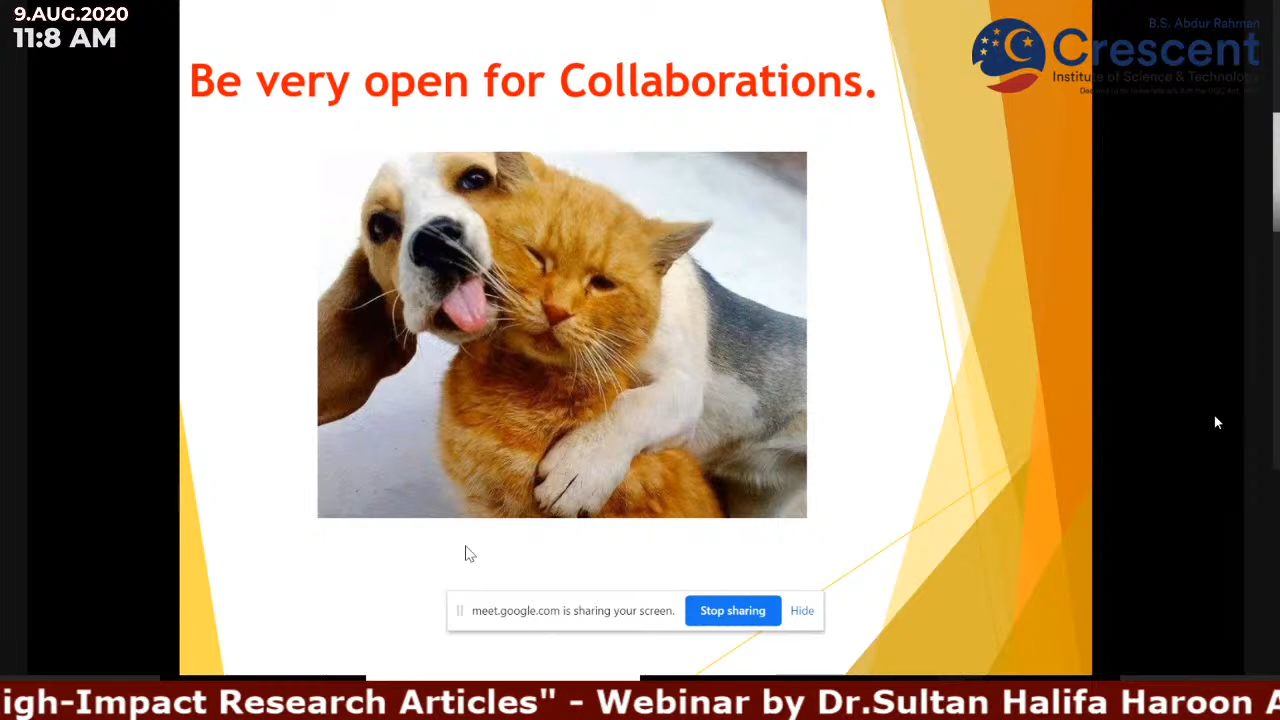 9.AUG.2020
11:8 AM
B.S. Abdur Rahman
Crescent
Institute of Science & Technology
Be very open for Collaborations.
meet.google.com is sharing your screen.
Stop sharing
Hide
igh-Impact Research Articles" - Webinar by Dr.Sultan Halifa Haroon A